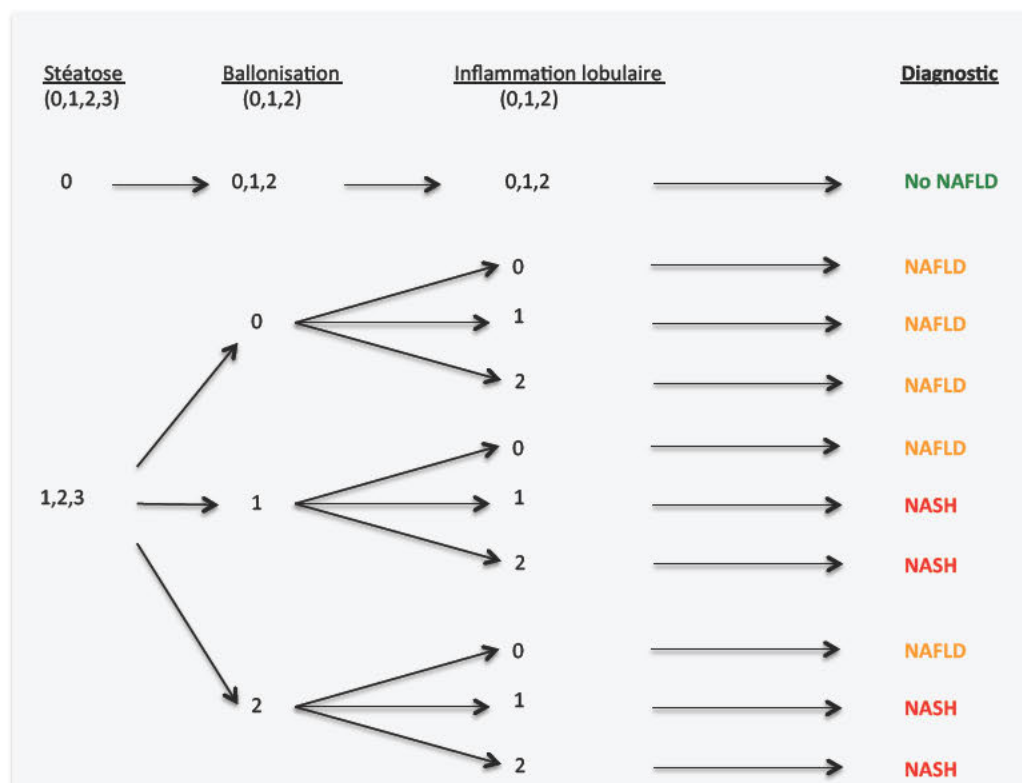 Stéatose Ballonisation Inflammation lobulaire Diagnostic
(0,1,2,3) (0,1,2) (0,1,2)
0 0,1,2 0,1,2 No NAFLD
0 NAFLD
0 1 NAFLD
2 NAFLD
0 NAFLD
1,2,3 1 1 NASH
2 NASH
0 NAFLD
2 1 NASH
2 NASH